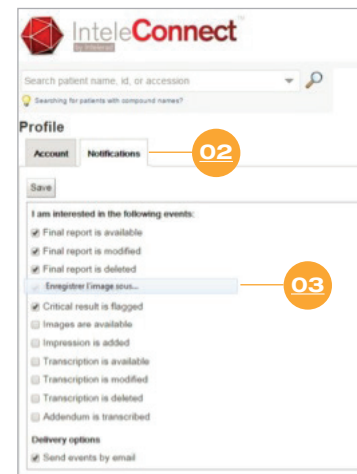 InteleConnect™
by Intelerad
Search patient name, id, or accession
Searching for patients with compound names?
Profile
Account Notifications 02
Save
I am interested in the following events:
Final report is available
Final report is modified
Final report is deleted
Enregistrer l'image sous... 03
Critical result is flagged
Images are available
Impression is added
Transcription is available
Transcription is modified
Transcription is deleted
Addendum is transcribed
Delivery options
Send events by email